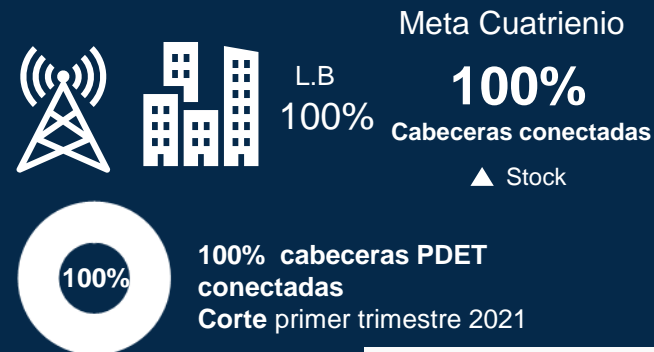 Meta Cuatrienio
L.B
100%
100%
Cabeceras conectadas
▲ Stock
100%
100% cabeceras PDET
conectadas
Corte primer trimestre 2021